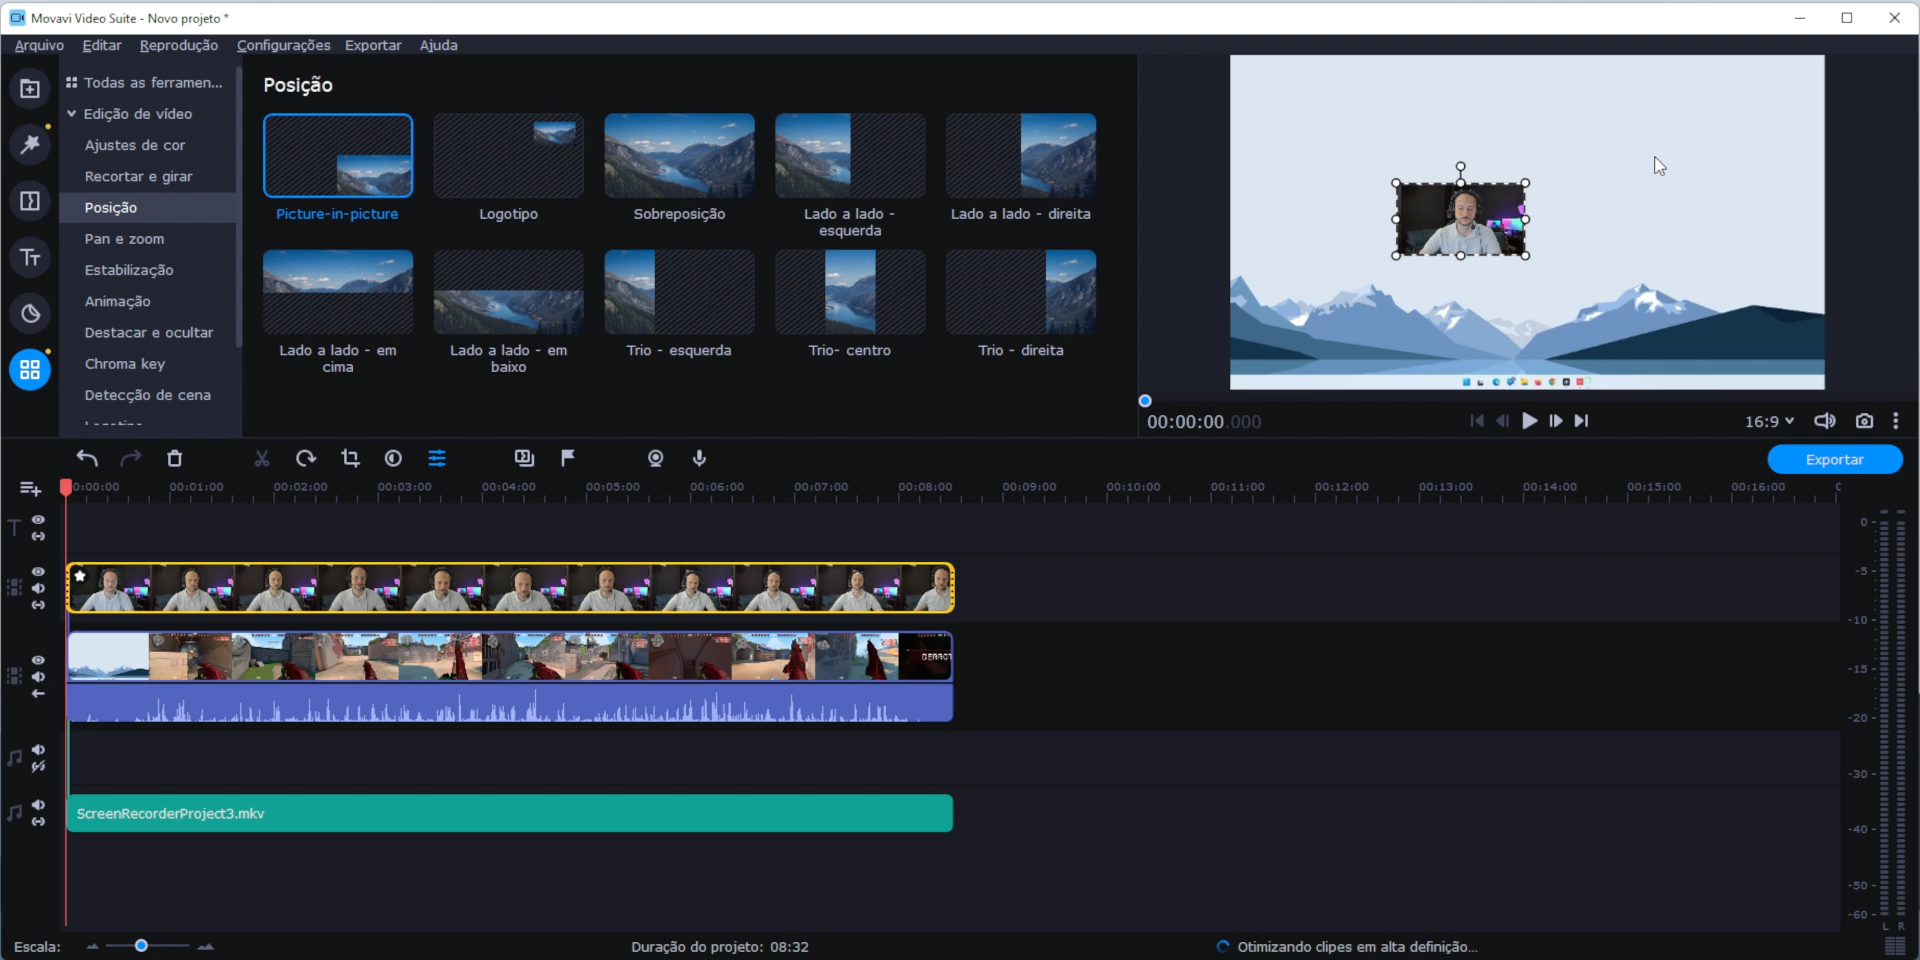 Movavi Video Suite - Novo projeto *
Arquivo Editar Reprodução Configurações Exportar Ajuda
Todas as ferramen...
Edição de vídeo
Ajustes de cor
Recortar e girar
Posição
Pan e zoom
Estabilização
Animação
Destacar e ocultar
Chroma key
Detecção de cena
Logotipo
Posição
Picture-in-picture
Logotipo
Sobreposição
Lado a lado -
esquerda
Lado a lado - direita
Lado a lado - em
cima
Lado a lado - em
baixo
Trio - esquerda
Trio- centro
Trio - direita
00:00:00.000
16:9
Exportar
0:00:00 00:01:00 00:02:00 00:03:00 00:04:00 00:05:00 00:06:00 00:07:00 00:08:00 00:09:00 00:10:00 00:11:00 00:12:00 00:13:00 00:14:00 00:15:00 00:16:00
DERROT
ScreenRecorderProject3.mkv
0
-5
-10
-15
-20
-30
-40
-50
-60
L R
Escala:
Duração do projeto: 08:32
Otimizando clipes em alta definição...